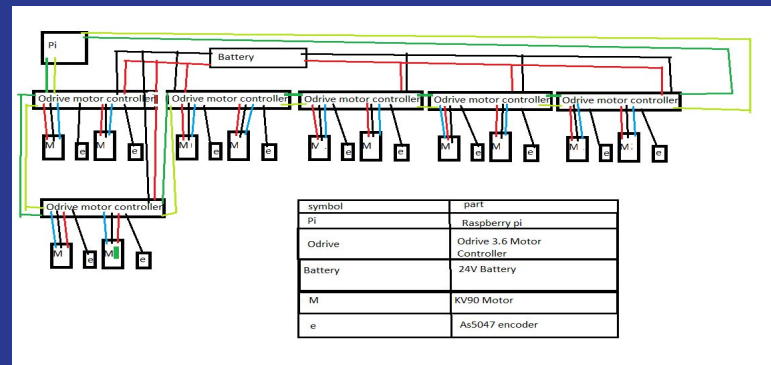 Pi
Battery
Odrive motor controller
Odrive motor controller
Odrive motor controller
Odrive motor controller
Odrive motor controller
M
e
M
e
M
e
M
e
M
e
M
e
M
e
M
e
M
e
M
e
Odrive motor controller
M
e
M
e
symbol part
Pi Raspberry pi
Odrive Odrive 3.6 Motor
Controller
Battery 24V Battery
M KV90 Motor
e As5047 encoder